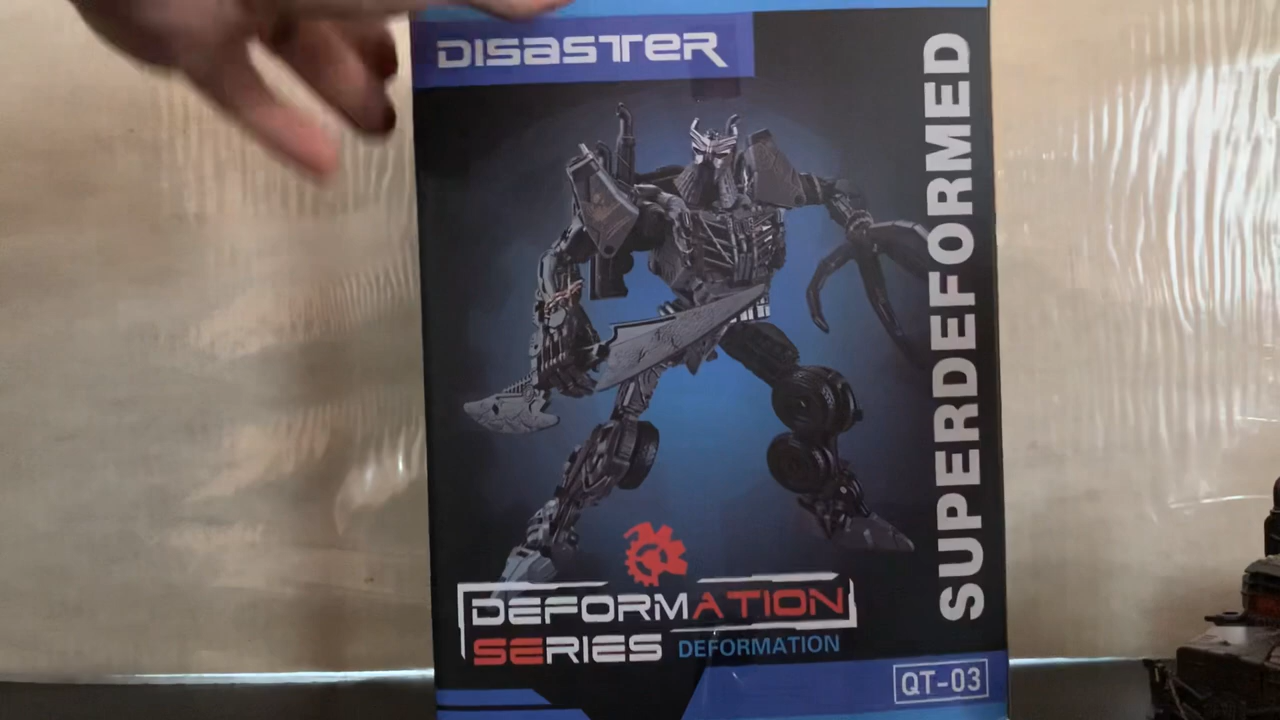 DISASTER
SUPERDEFORMED
DEFORMATION
SERIES DEFORMATION
QT-03